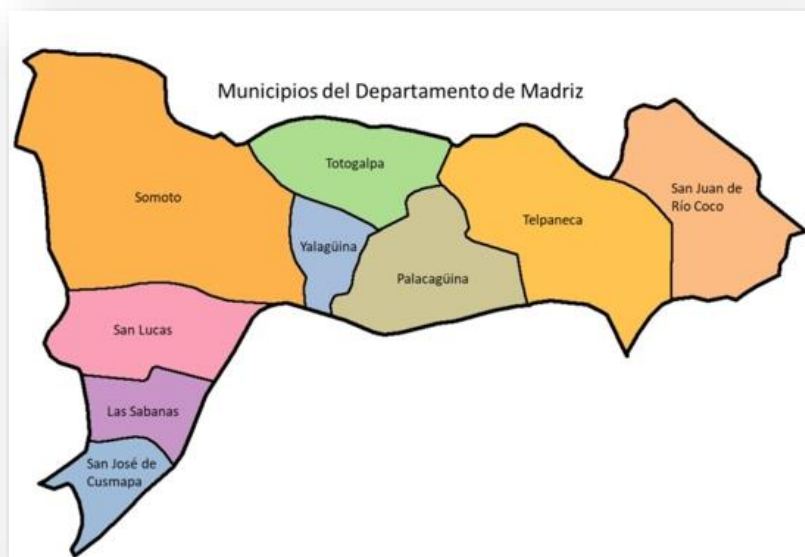 Municipios del Departamento de Madriz
Totogalpa
Somoto
San Juan de
Río Coco
Telpaneca
Yalagüina
Palacagüina
San Lucas
Las Sabanas
San José de
Cusmapa